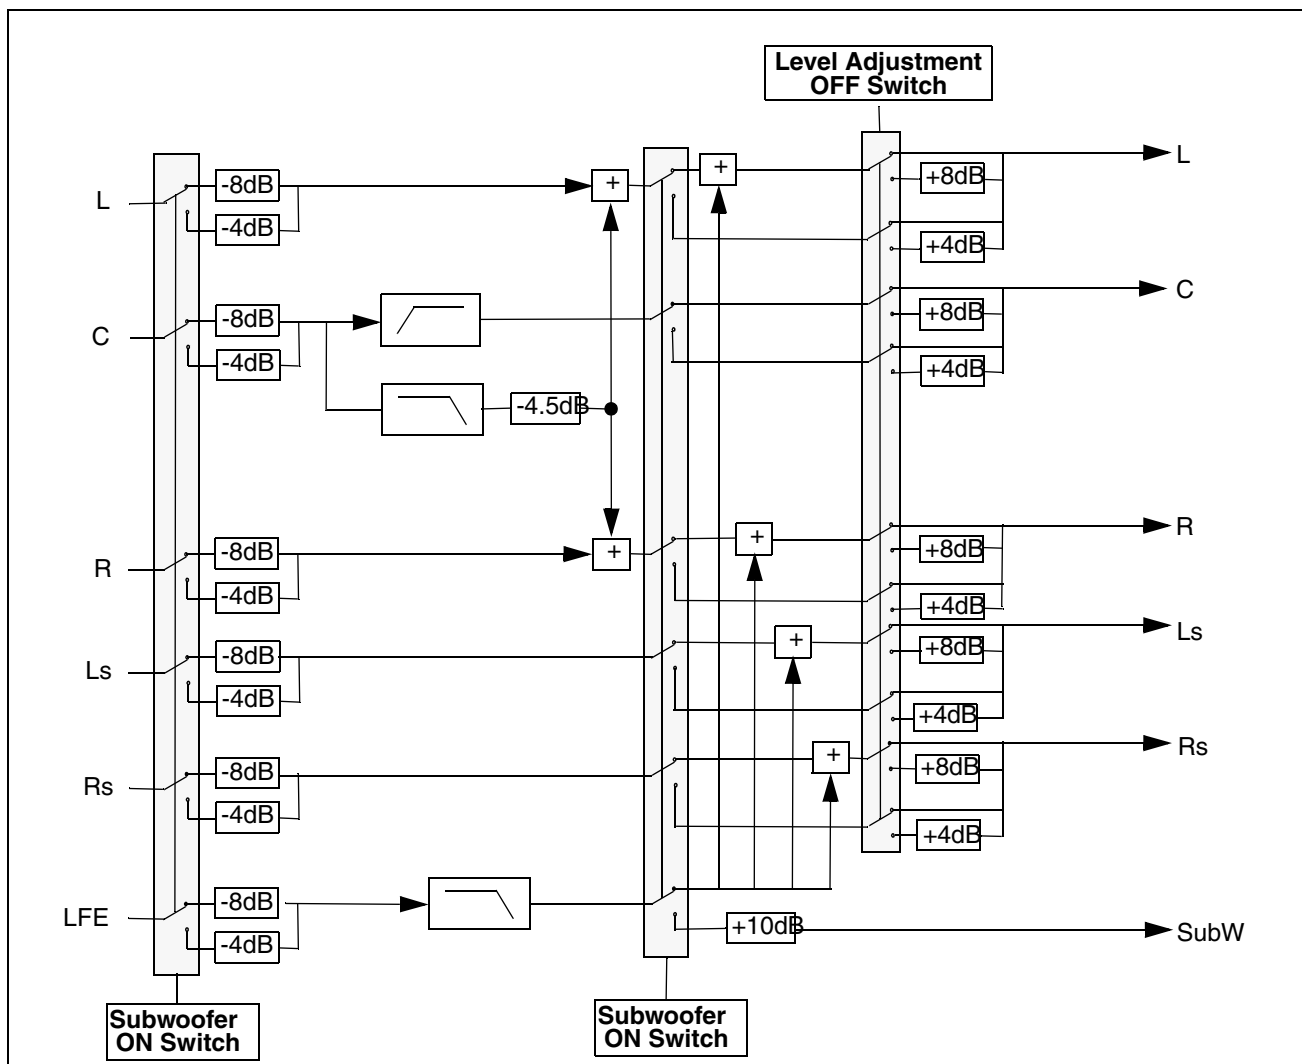 Level Adjustment
OFF Switch
L
-8dB
-4dB
+
+
+8dB
+4dB
L
C
-8dB
-4dB
-4.5dB
+8dB
+4dB
C
R
-8dB
-4dB
+
+
+8dB
+4dB
R
Ls
-8dB
-4dB
+
+8dB
+4dB
Ls
Rs
-8dB
-4dB
+
+8dB
+4dB
Rs
LFE
-8dB
-4dB
+10dB
SubW
Subwoofer
ON Switch
Subwoofer
ON Switch